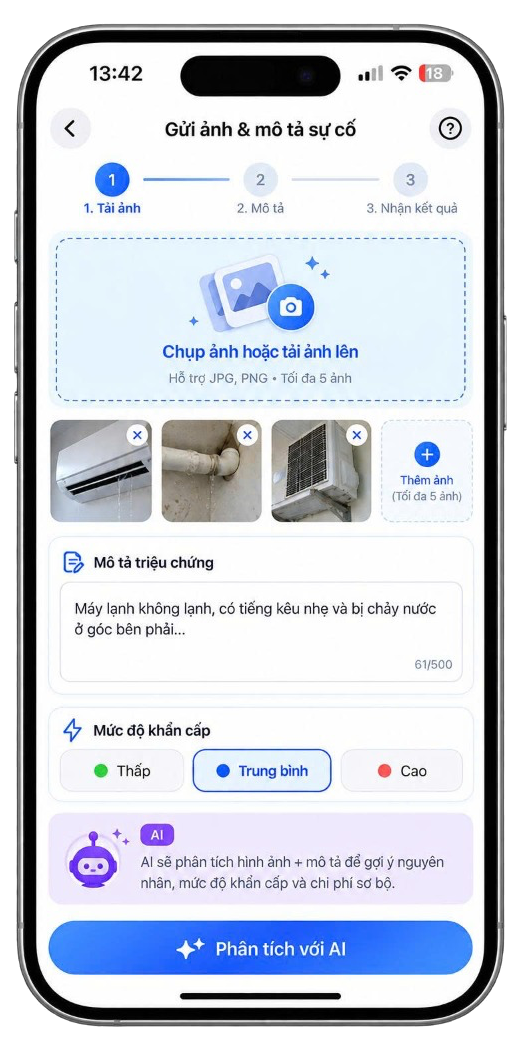 13:42
18
Gửi ảnh & mô tả sự cố
?
1
2
3
1. Tải ảnh
2. Mô tả
3. Nhận kết quả
Chụp ảnh hoặc tải ảnh lên
Hỗ trợ JPG, PNG • Tối đa 5 ảnh
Thêm ảnh
(Tối đa 5 ảnh)
Mô tả triệu chứng
Máy lạnh không lạnh, có tiếng kêu nhẹ và bị chảy nước
ở góc bên phải...
61/500
Mức độ khẩn cấp
Thấp
Trung bình
Cao
AI
AI sẽ phân tích hình ảnh + mô tả để gợi ý nguyên
nhân, mức độ khẩn cấp và chi phí sơ bộ.
Phân tích với AI